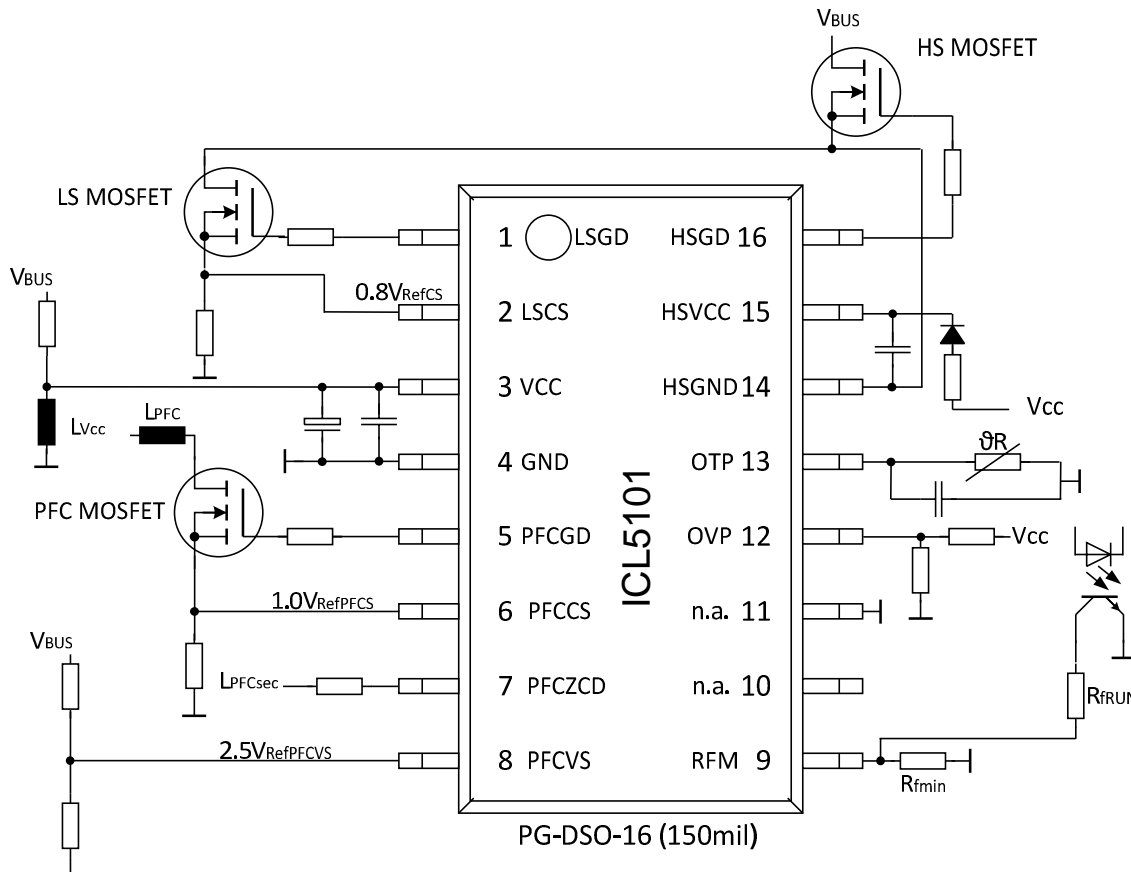 VBUS
HS MOSFET
LS MOSFET
1 LSGD
HSGD 16
VBUS
0.8VRefCS
2 LSCS
HSVCC 15
3 VCC
HSGND 14
Vcc
LVcc
LPFC
ϑR
4 GND
OTP 13
PFC MOSFET
5 PFCGD
OVP 12
Vcc
ICL5101
1.0VRefPFCS
6 PFCCS
n.a. 11
VBUS
LPFCsec
7 PFCZCD
n.a. 10
RfRUN
2.5VRefPFCVS
8 PFCVS
RFM 9
Rfmin
PG-DSO-16 (150mil)